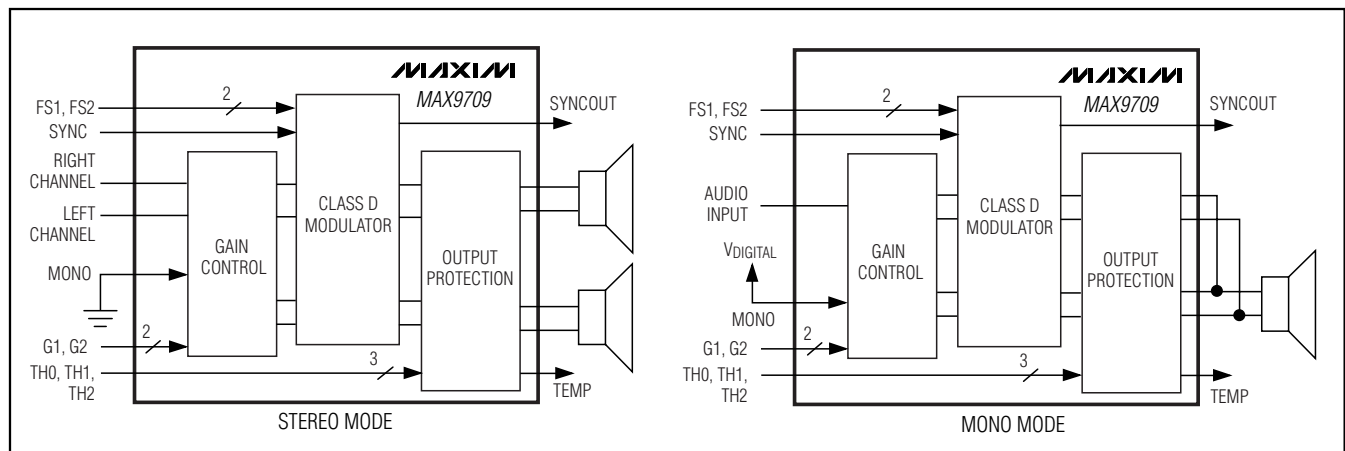 MAXIM
MAX9709
FS1, FS2
2
SYNC
SYNCOUT
RIGHT
CHANNEL
LEFT
CHANNEL
MONO
GAIN
CONTROL
CLASS D
MODULATOR
OUTPUT
PROTECTION
G1, G2
2
TH0, TH1,
TH2
3
TEMP
STEREO MODE
MAXIM
MAX9709
FS1, FS2
2
SYNC
SYNCOUT
AUDIO
INPUT
VDIGITAL
MONO
GAIN
CONTROL
CLASS D
MODULATOR
OUTPUT
PROTECTION
G1, G2
2
TH0, TH1,
TH2
3
TEMP
MONO MODE